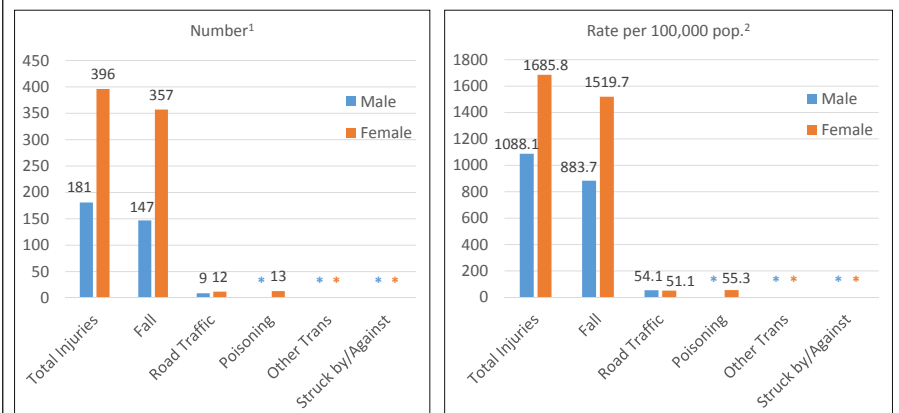 Number¹
450
400
350
300
250
200
150
100
50
0
396
357
181
147
9 12
* 13
* *
* *
Male
Female
Total Injuries
Fall
Road Traffic
Poisoning
Other Trans
Struck by/Against
Rate per 100,000 pop.²
1800
1600
1400
1200
1000
800
600
400
200
0
1685.8
1519.7
1088.1
883.7
54.1 51.1
* 55.3
* *
* *
Male
Female
Total Injuries
Fall
Road Traffic
Poisoning
Other Trans
Struck by/Against